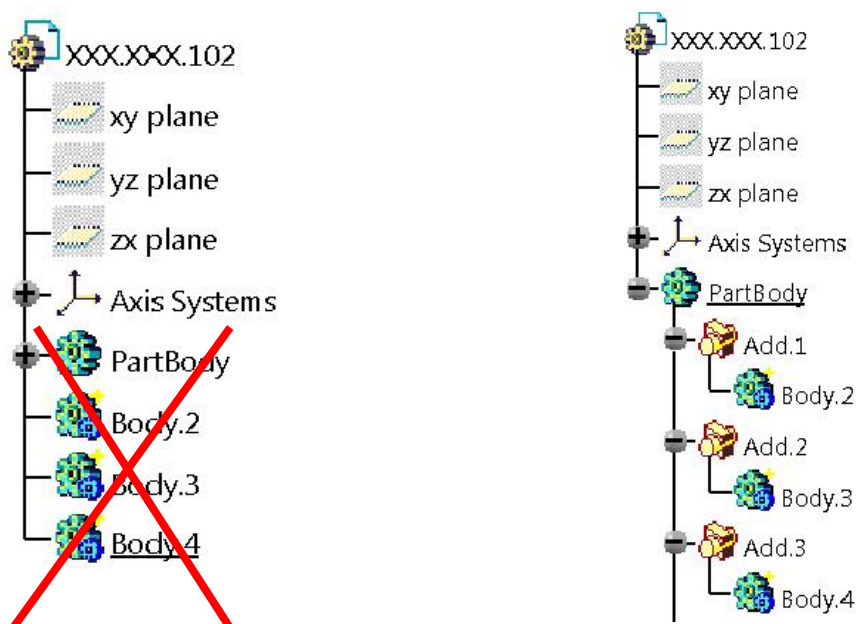 XXX.XXX.102
xy plane
yz plane
zx plane
Axis Systems
PartBody
Body.2
Body.3
Body.4
XXX.XXX.102
xy plane
yz plane
zx plane
Axis Systems
PartBody
Add.1
Body.2
Add.2
Body.3
Add.3
Body.4